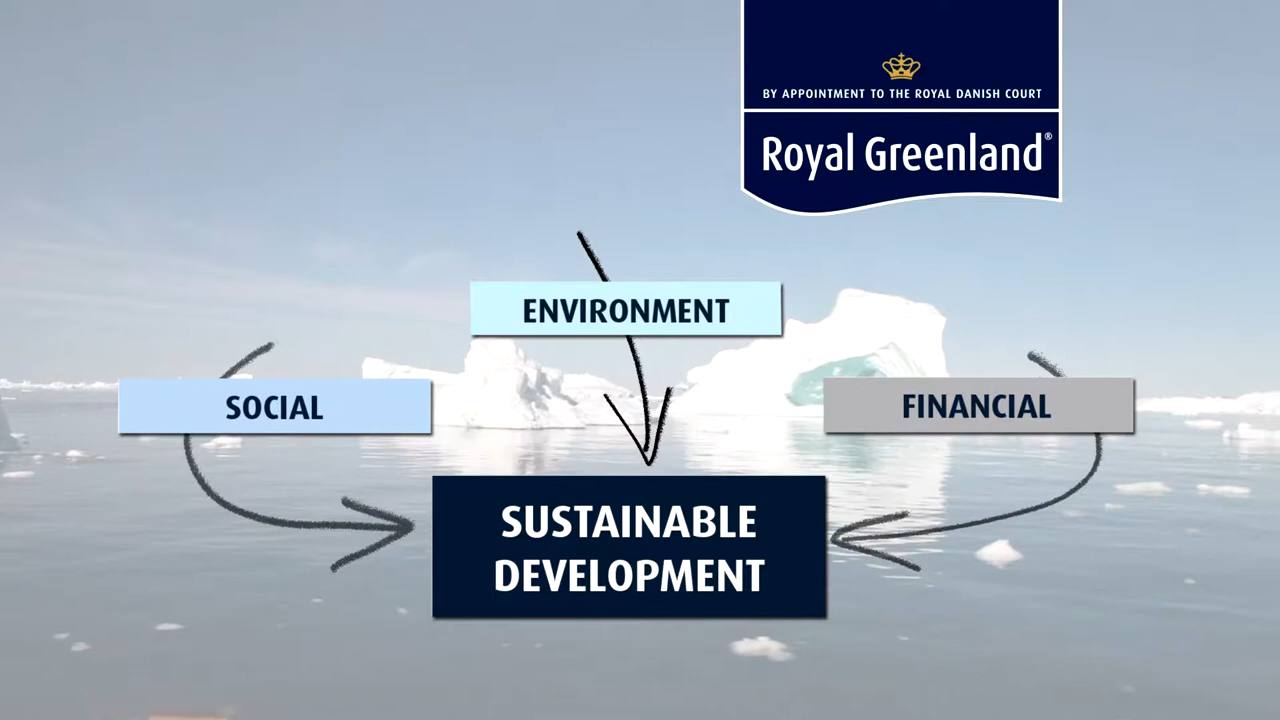 BY APPOINTMENT TO THE ROYAL DANISH COURT
Royal Greenland®
ENVIRONMENT
SOCIAL
FINANCIAL
SUSTAINABLE
DEVELOPMENT